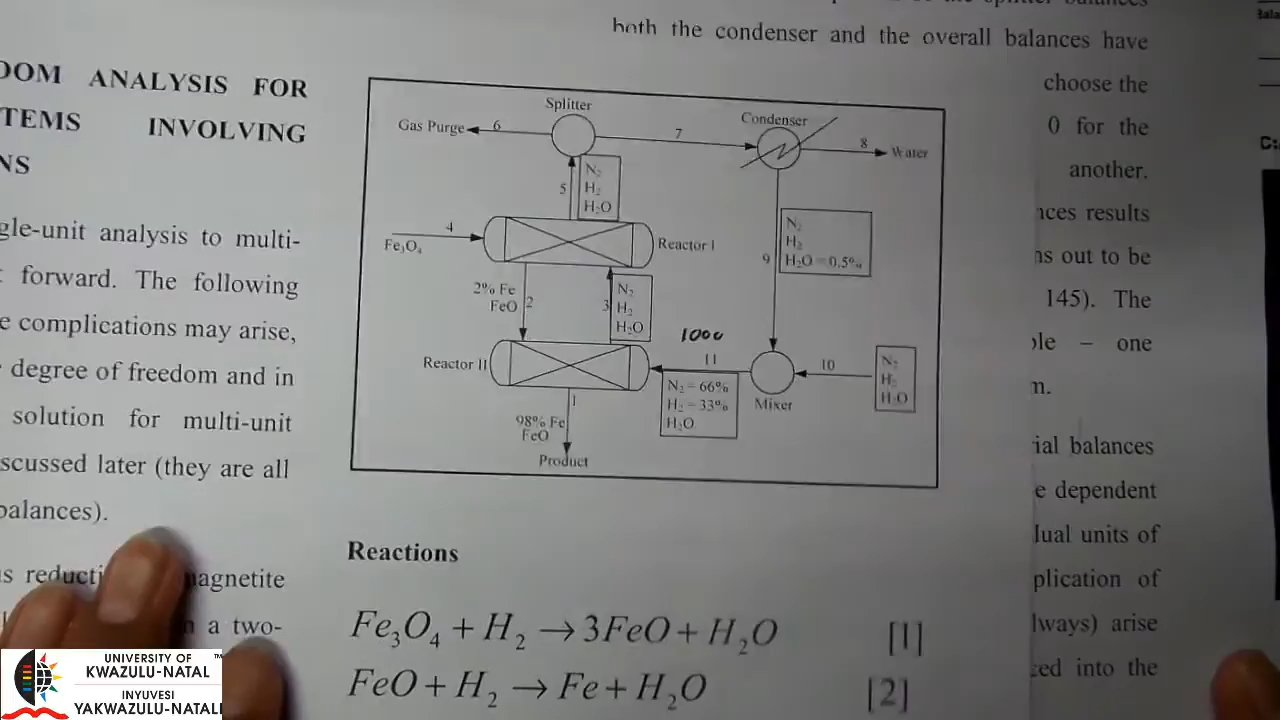 both the condenser and the overall balances have
OOM ANALYSIS FOR
TEMS INVOLVING
NS
gle-unit analysis to multi-
forward. The following
e complications may arise,
degree of freedom and in
solution for multi-unit
scussed later (they are all
balances).
s reducti agnetite
n a two-
Splitter
Gas Purge
6
7
Condenser
8
Water
5
N₂
H₂
H₂O
4
Fe₃O₄
Reactor I
9
N₂
H₂
H₂O = 0.5%
2% Fe
FeO
2
3
N₂
H₂
H₂O
1000
Reactor II
11
10
N₂ = 66%
H₂ = 33%
H₂O
Mixer
N₂
H₂
H₂O
1
98% Fe
FeO
Product
Reactions
Fe₃O₄ + H₂ → 3FeO + H₂O [1]
FeO + H₂ → Fe + H₂O [2]
choose the
0 for the
another.
nces results
ns out to be
145). The
ole – one
m.
ial balances
e dependent
dual units of
plication of
lways) arise
ed into the
C:
UNIVERSITY OF
KWAZULU-NATAL
INYUVESI
YAKWAZULU-NATALI